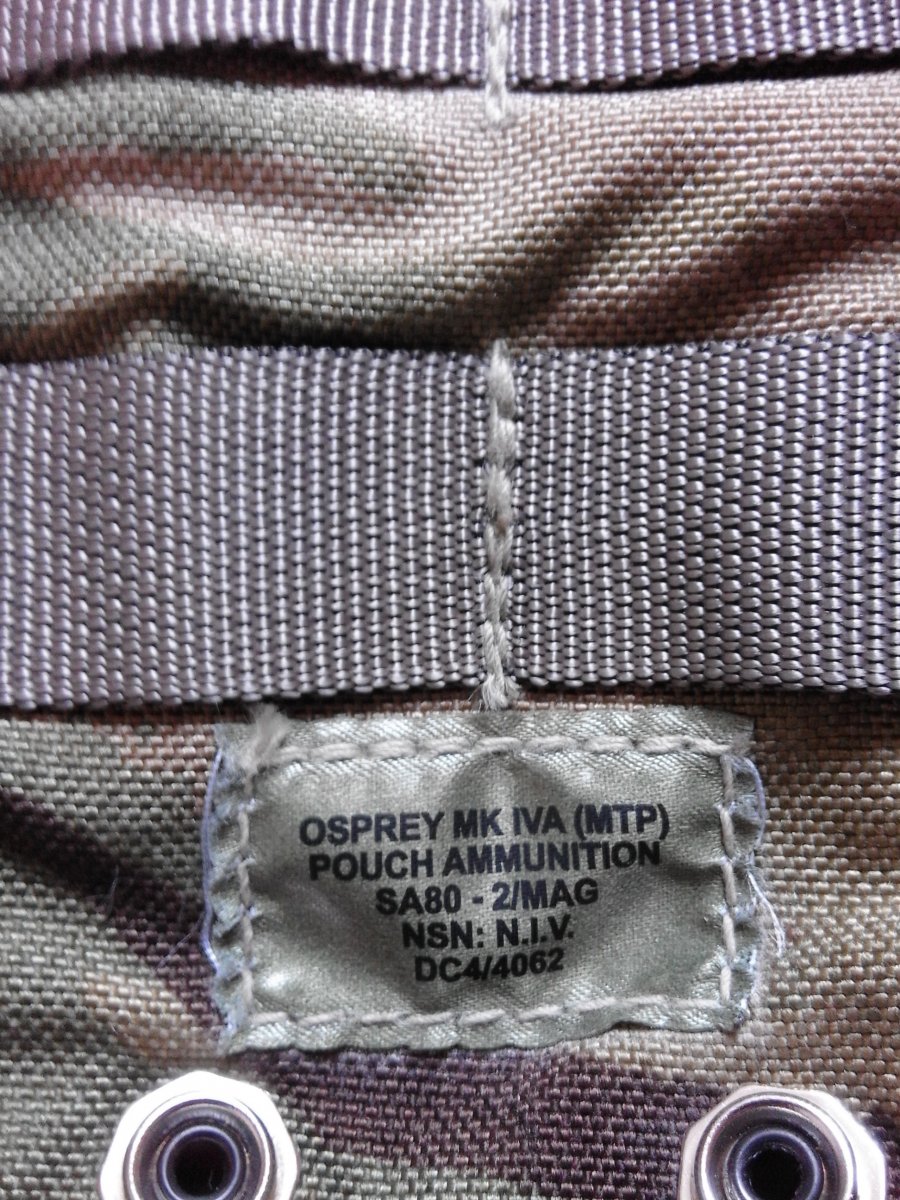 OSPREY MK IVA (MTP)
POUCH AMMUNITION
SA80 - 2/MAG
NSN: N.I.V.
DC4/4062